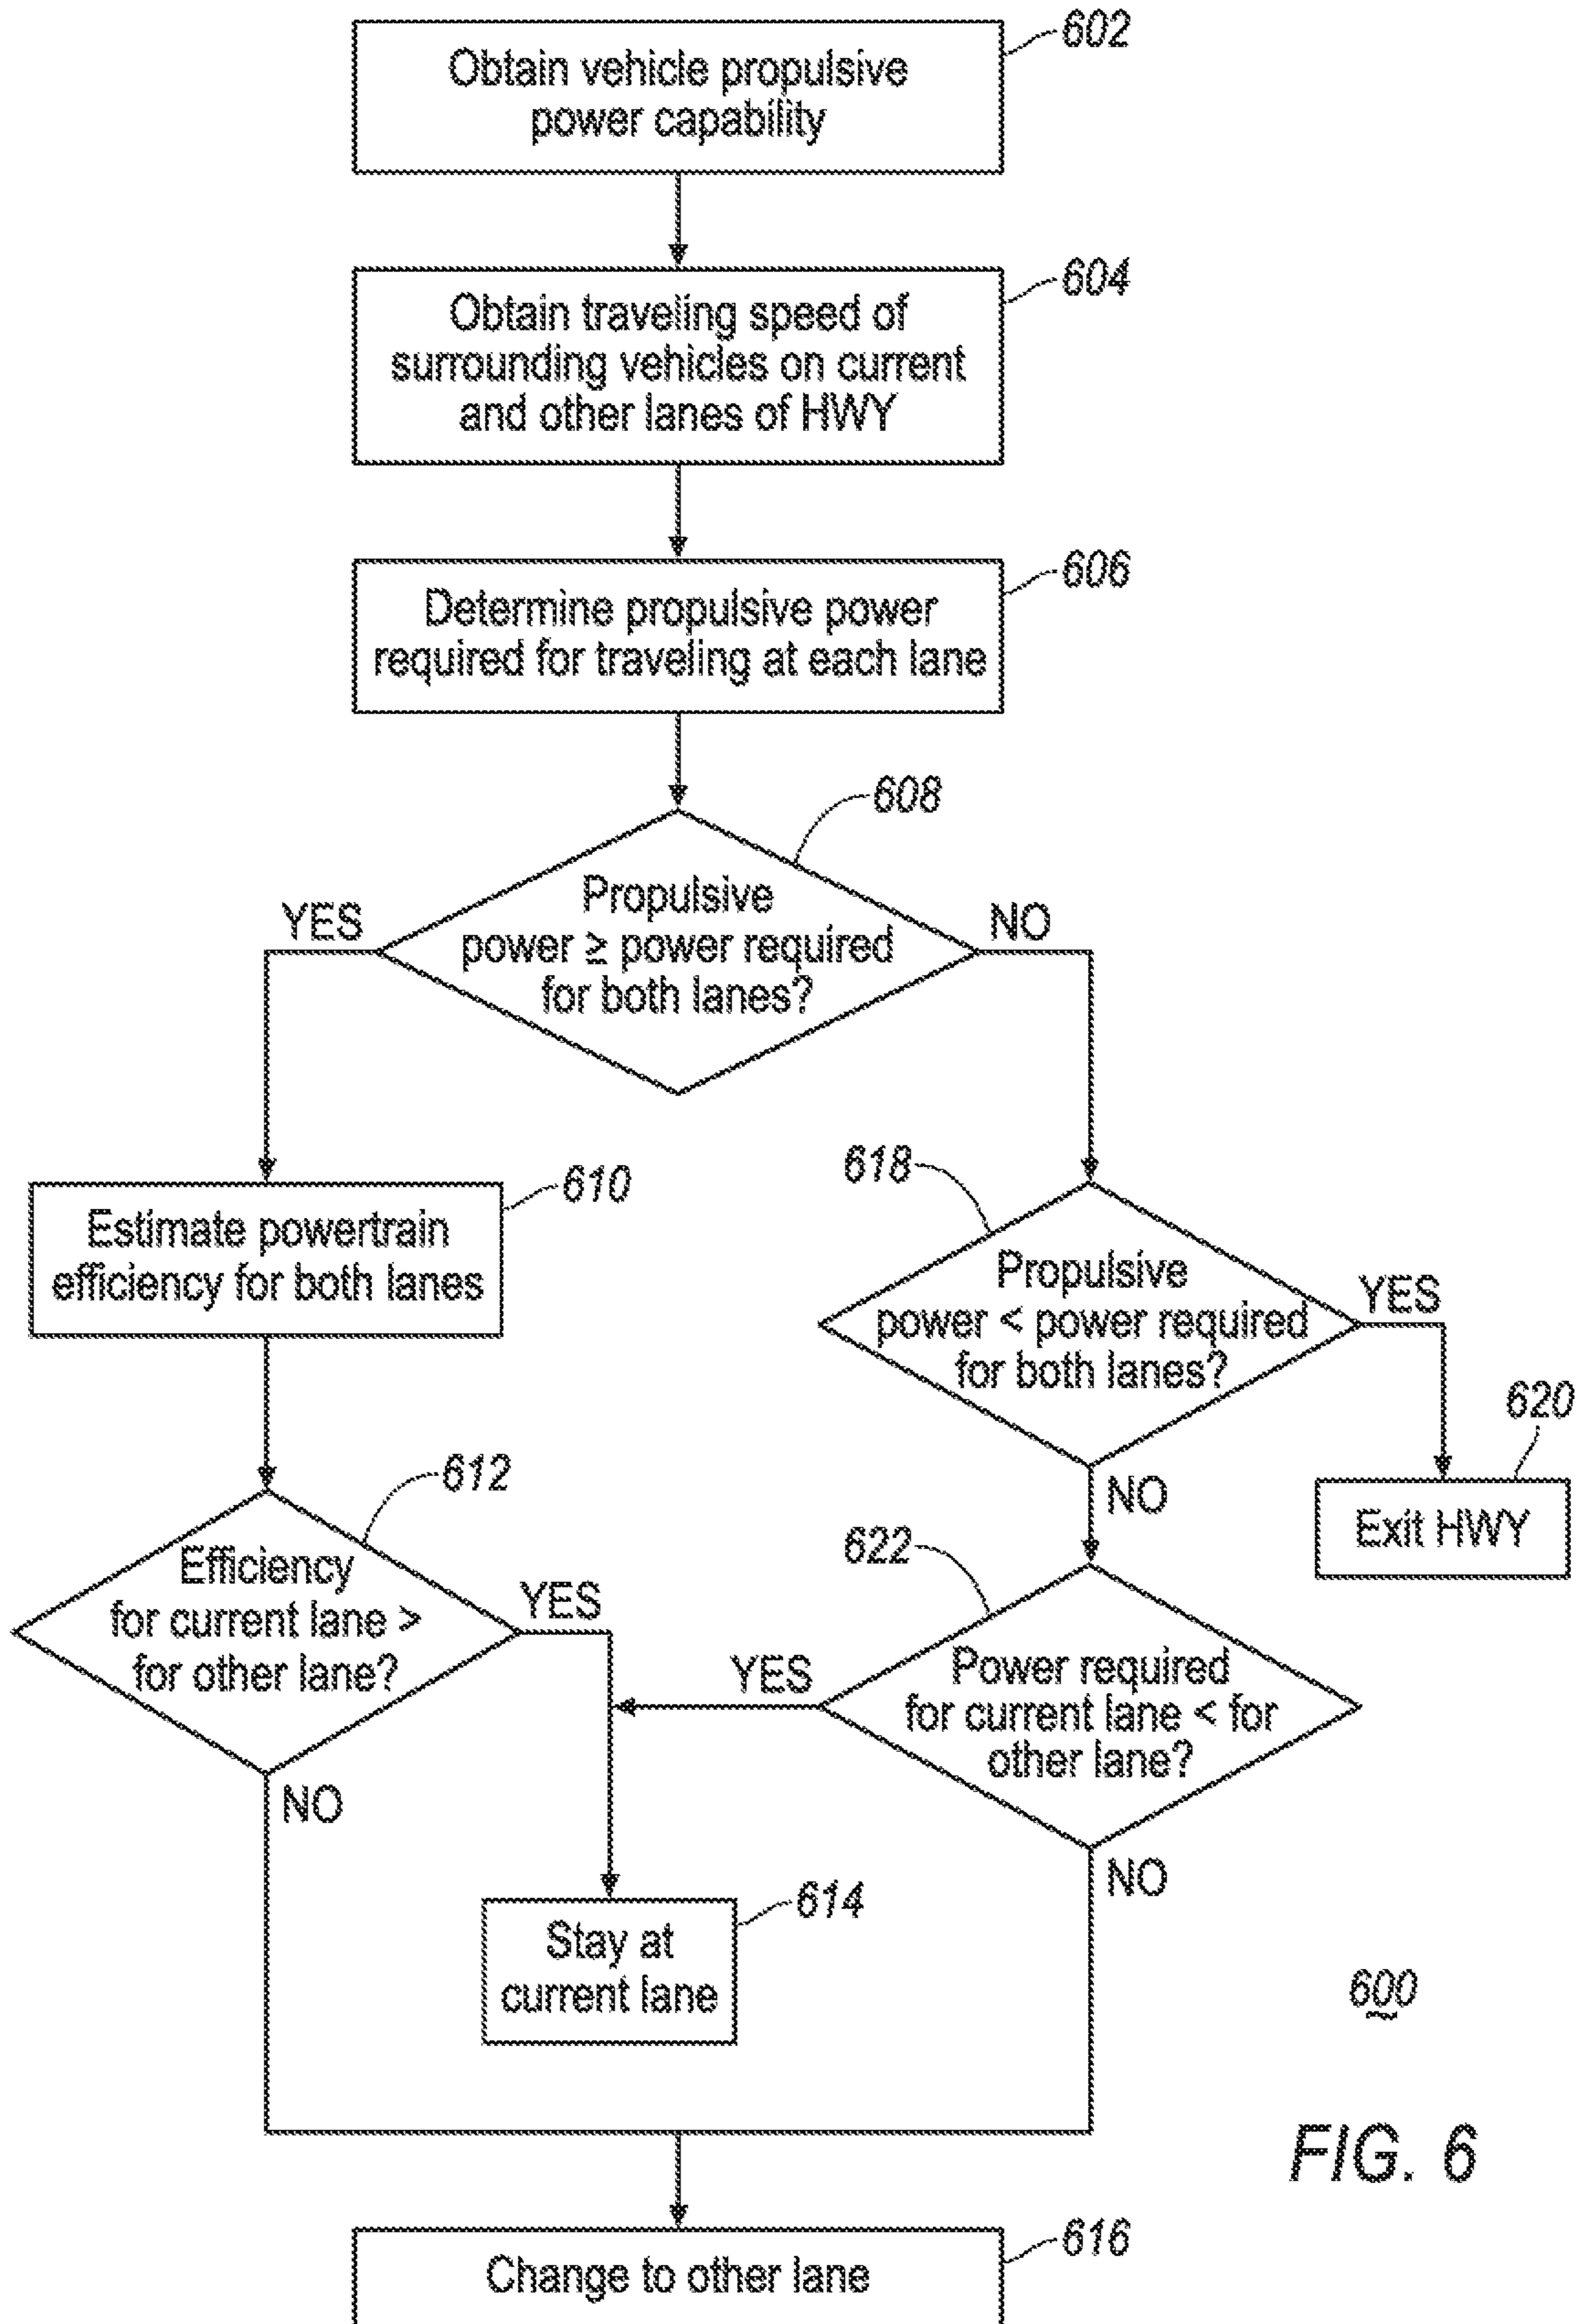 602
Obtain vehicle propulsive
power capability
604
Obtain traveling speed of
surrounding vehicles on current
and other lanes of HWY
606
Determine propulsive power
required for traveling at each lane
608
Propulsive
power ≥ power required
for both lanes?
YES
NO
610
Estimate powertrain
efficiency for both lanes
618
Propulsive
power < power required
for both lanes?
YES
NO
620
Exit HWY
612
Efficiency
for current lane >
for other lane?
YES
NO
622
Power required
for current lane < for
other lane?
YES
NO
614
Stay at
current lane
600
FIG. 6
616
Change to other lane